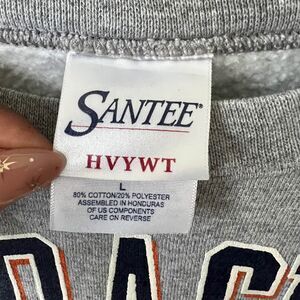 SANTEE®
HVYWT
L
80% COTTON/20% POLYESTER
ASSEMBLED IN HONDURAS
OF US COMPONENTS
CARE ON REVERSE